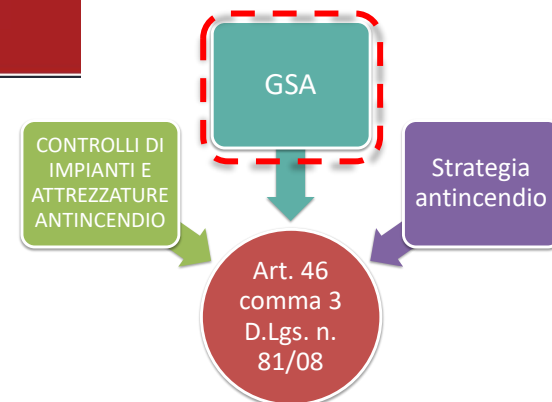 GSA
CONTROLLI DI
IMPIANTI E
ATTREZZATURE
ANTINCENDIO
Strategia
antincendio
Art. 46
comma 3
D.Lgs. n.
81/08